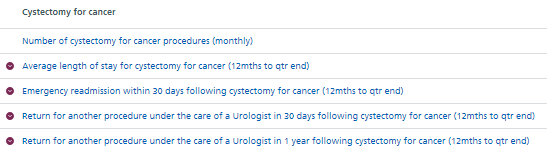 Cystectomy for cancer
Number of cystectomy for cancer procedures (monthly)
Average length of stay for cystectomy for cancer (12mths to qtr end)
Emergency readmission within 30 days following cystectomy for cancer (12mths to qtr end)
Return for another procedure under the care of a Urologist in 30 days following cystectomy for cancer (12mths to qtr end)
Return for another procedure under the care of a Urologist in 1 year following cystectomy for cancer (12mths to qtr end)